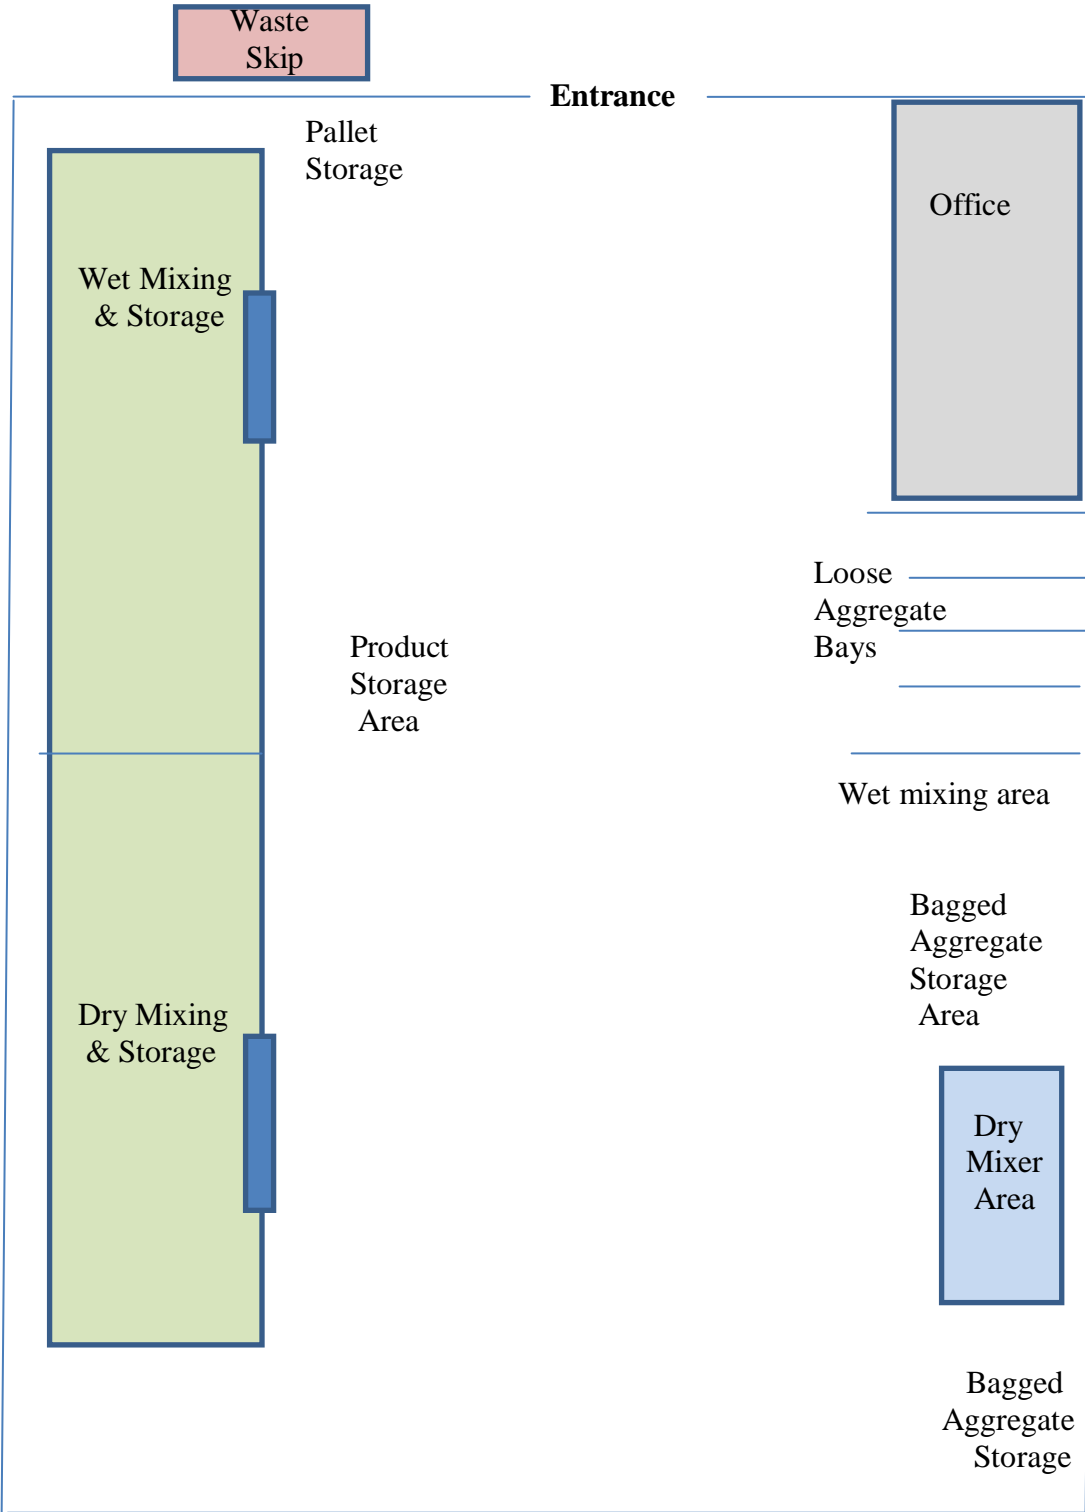 Waste
Skip
Entrance
Pallet
Storage
Office
Wet Mixing
& Storage
Loose
Aggregate
Bays
Product
Storage
Area
Wet mixing area
Bagged
Aggregate
Storage
Area
Dry Mixing
& Storage
Dry
Mixer
Area
Bagged
Aggregate
Storage